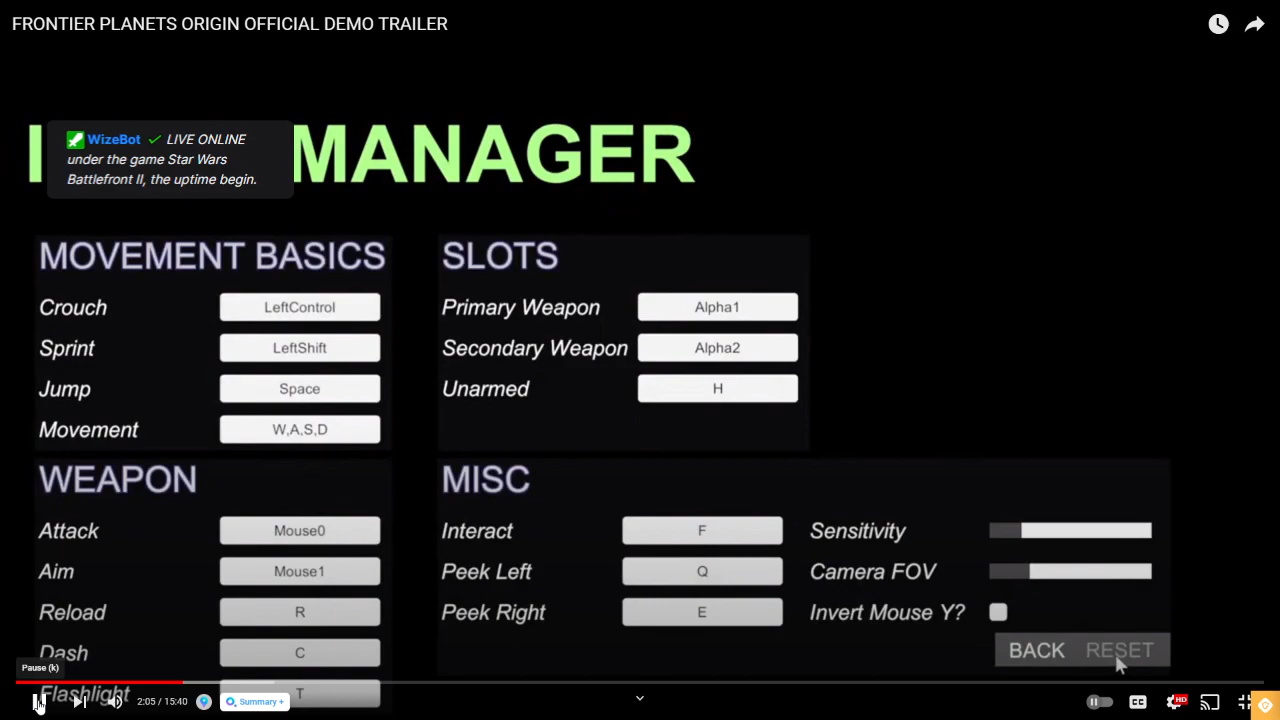 FRONTIER PLANETS ORIGIN OFFICIAL DEMO TRAILER
MANAGER
WizeBot ✓ LIVE ONLINE
under the game Star Wars
Battlefront II, the uptime begin.
MOVEMENT BASICS
Crouch LeftControl
Sprint LeftShift
Jump Space
Movement W,A,S,D
SLOTS
Primary Weapon Alpha1
Secondary Weapon Alpha2
Unarmed H
WEAPON
Attack Mouse0
Aim Mouse1
Reload R
Dash C
Flashlight T
MISC
Interact F
Peek Left Q
Peek Right E
Sensitivity
Camera FOV
Invert Mouse Y?
BACK RESET
Pause (k)
2:05 / 15:40 Summary + CC HD